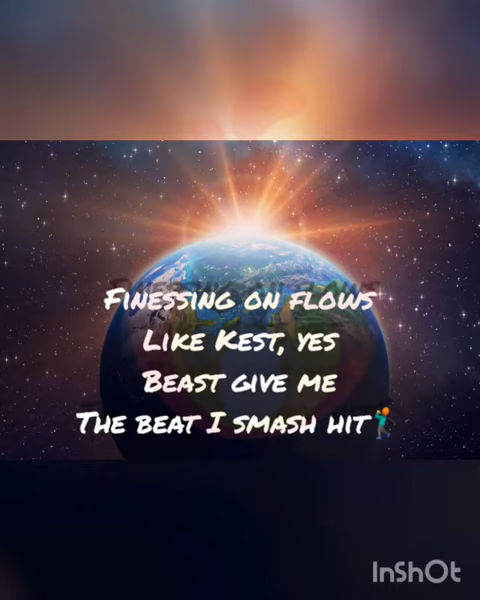 Finessing on flows
Like Kest, yes
Beast give me
The beat I smash hit🕺
InShOt